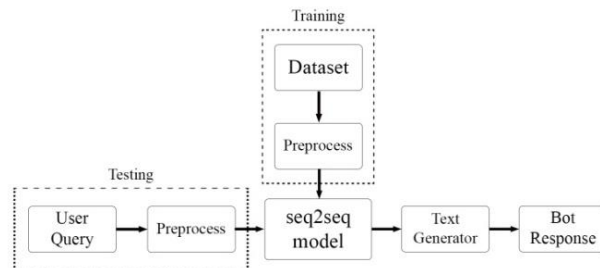 Training
Dataset
Preprocess
Testing
User
Query
Preprocess
seq2seq
model
Text
Generator
Bot
Response